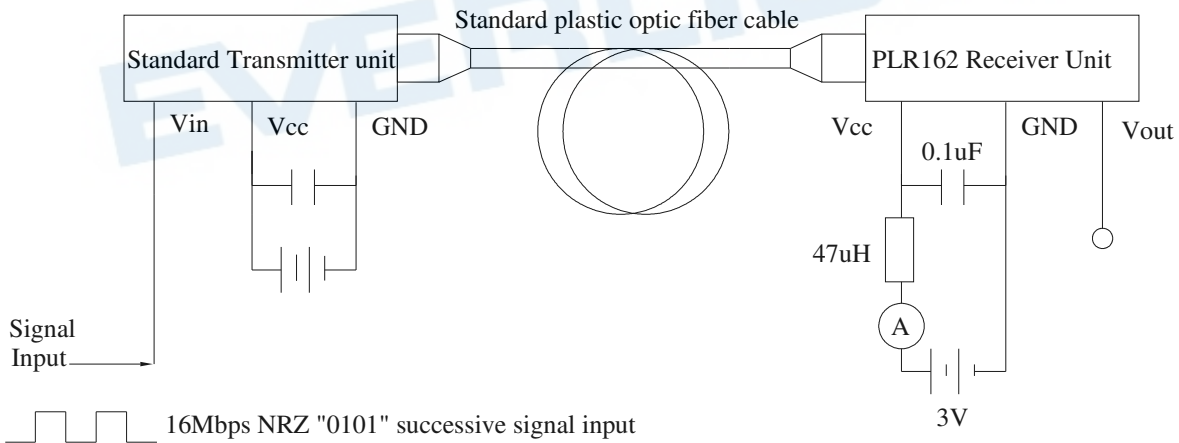 Standard plastic optic fiber cable
Standard Transmitter unit
PLR162 Receiver Unit
Vin
Vcc
GND
Vcc
GND
Vout
0.1uF
47uH
A
Signal
Input
3V
16Mbps NRZ "0101" successive signal input